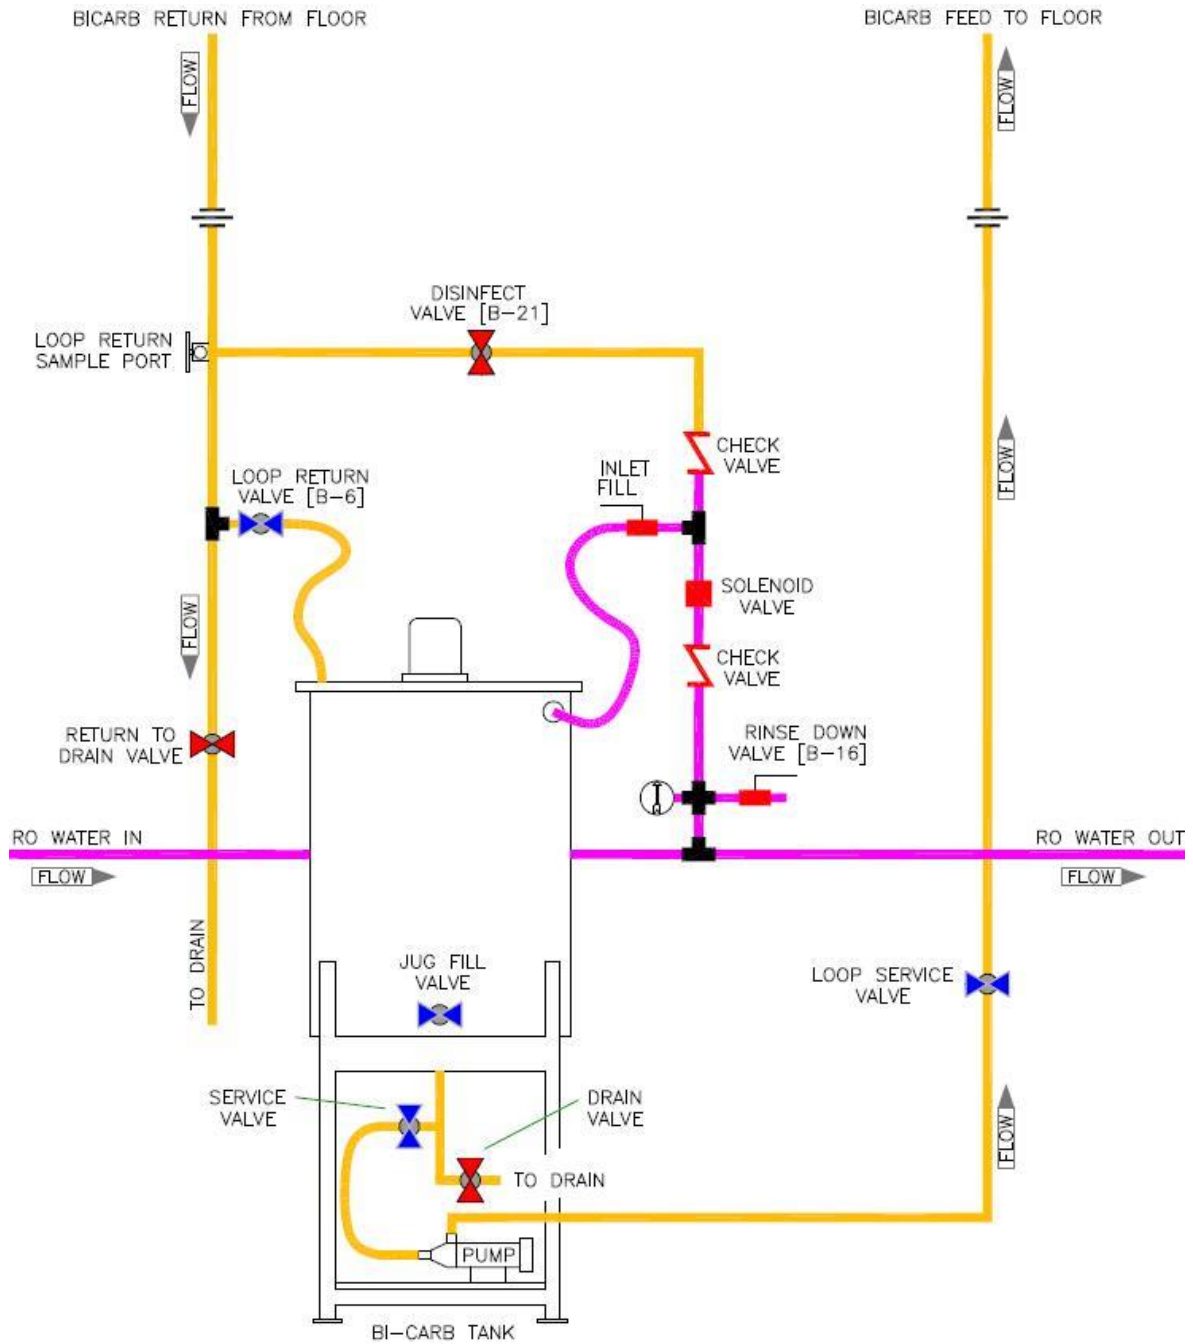 BICARB RETURN FROM FLOOR
BICARB FEED TO FLOOR
FLOW
FLOW
DISINFECT
VALVE [B-21]
LOOP RETURN
SAMPLE PORT
CHECK
VALVE
INLET
FILL
LOOP RETURN
VALVE [B-6]
FLOW
SOLENOID
VALVE
FLOW
CHECK
VALVE
RETURN TO
DRAIN VALVE
RINSE DOWN
VALVE [B-16]
RO WATER IN
RO WATER OUT
FLOW
FLOW
TO DRAIN
JUG FILL
VALVE
LOOP SERVICE
VALVE
SERVICE
VALVE
DRAIN
VALVE
FLOW
TO DRAIN
PUMP
BI-CARB TANK